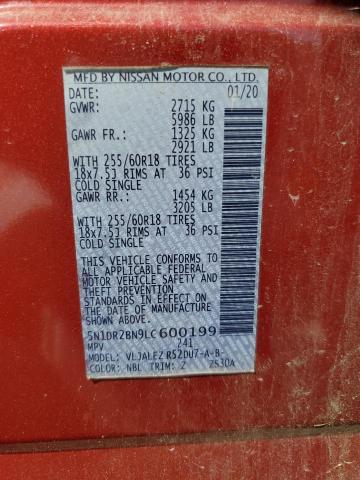 MFD BY NISSAN MOTOR CO., LTD.
DATE: 01/20
GVWR: 2715 KG
5986 LB
GAWR FR.: 1325 KG
2921 LB
WITH 255/60R18 TIRES
18x7.5J RIMS AT 36 PSI
COLD SINGLE
GAWR RR.: 1454 KG
3205 LB
WITH 255/60R18 TIRES
18x7.5J RIMS AT 36 PSI
COLD SINGLE
THIS VEHICLE CONFORMS TO
ALL APPLICABLE FEDERAL
MOTOR VEHICLE SAFETY
STANDARDS IN EFFECT ON
THE DATE OF MANUFACTURE
SHOWN ABOVE.
5N1DR2BN9LC600199
MPV 241
MODEL: VLJALEZ R52DU7-A-B-
COLOR: NBL TRIM: Z 2530A